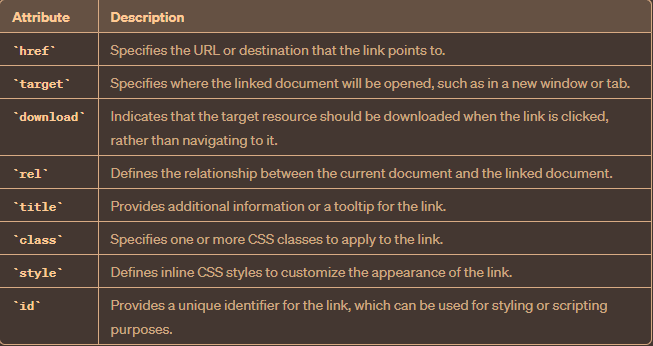 Attribute Description
`href` Specifies the URL or destination that the link points to.
`target` Specifies where the linked document will be opened, such as in a new window or tab.
`download` Indicates that the target resource should be downloaded when the link is clicked,
rather than navigating to it.
`rel` Defines the relationship between the current document and the linked document.
`title` Provides additional information or a tooltip for the link.
`class` Specifies one or more CSS classes to apply to the link.
`style` Defines inline CSS styles to customize the appearance of the link.
`id` Provides a unique identifier for the link, which can be used for styling or scripting
purposes.